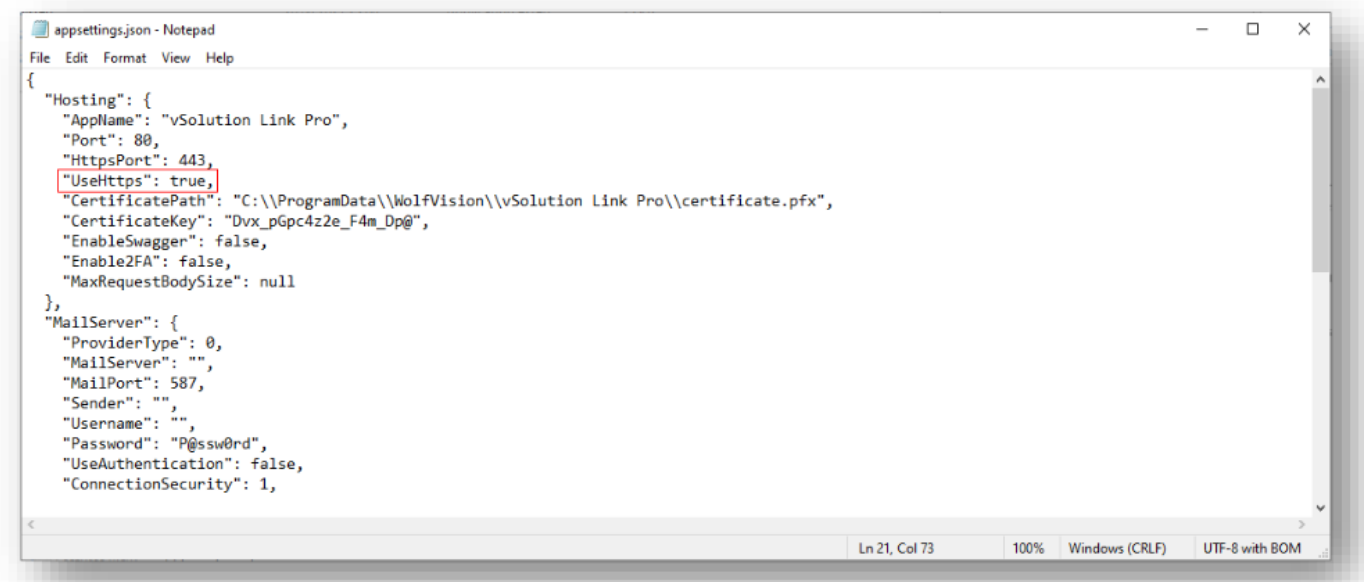 appsettings.json - Notepad
File Edit Format View Help
{
"Hosting": {
"AppName": "vSolution Link Pro",
"Port": 80,
"HttpsPort": 443,
"UseHttps": true,
"CertificatePath": "C:\\ProgramData\\WolfVision\\vSolution Link Pro\\certificate.pfx",
"CertificateKey": "Dvx_pGpc4z2e_F4m_Dp@",
"EnableSwagger": false,
"Enable2FA": false,
"MaxRequestBodySize": null
},
"MailServer": {
"ProviderType": 0,
"MailServer": "",
"MailPort": 587,
"Sender": "",
"Username": "",
"Password": "P@ssw0rd",
"UseAuthentication": false,
"ConnectionSecurity": 1,
Ln 21, Col 73 100% Windows (CRLF) UTF-8 with BOM